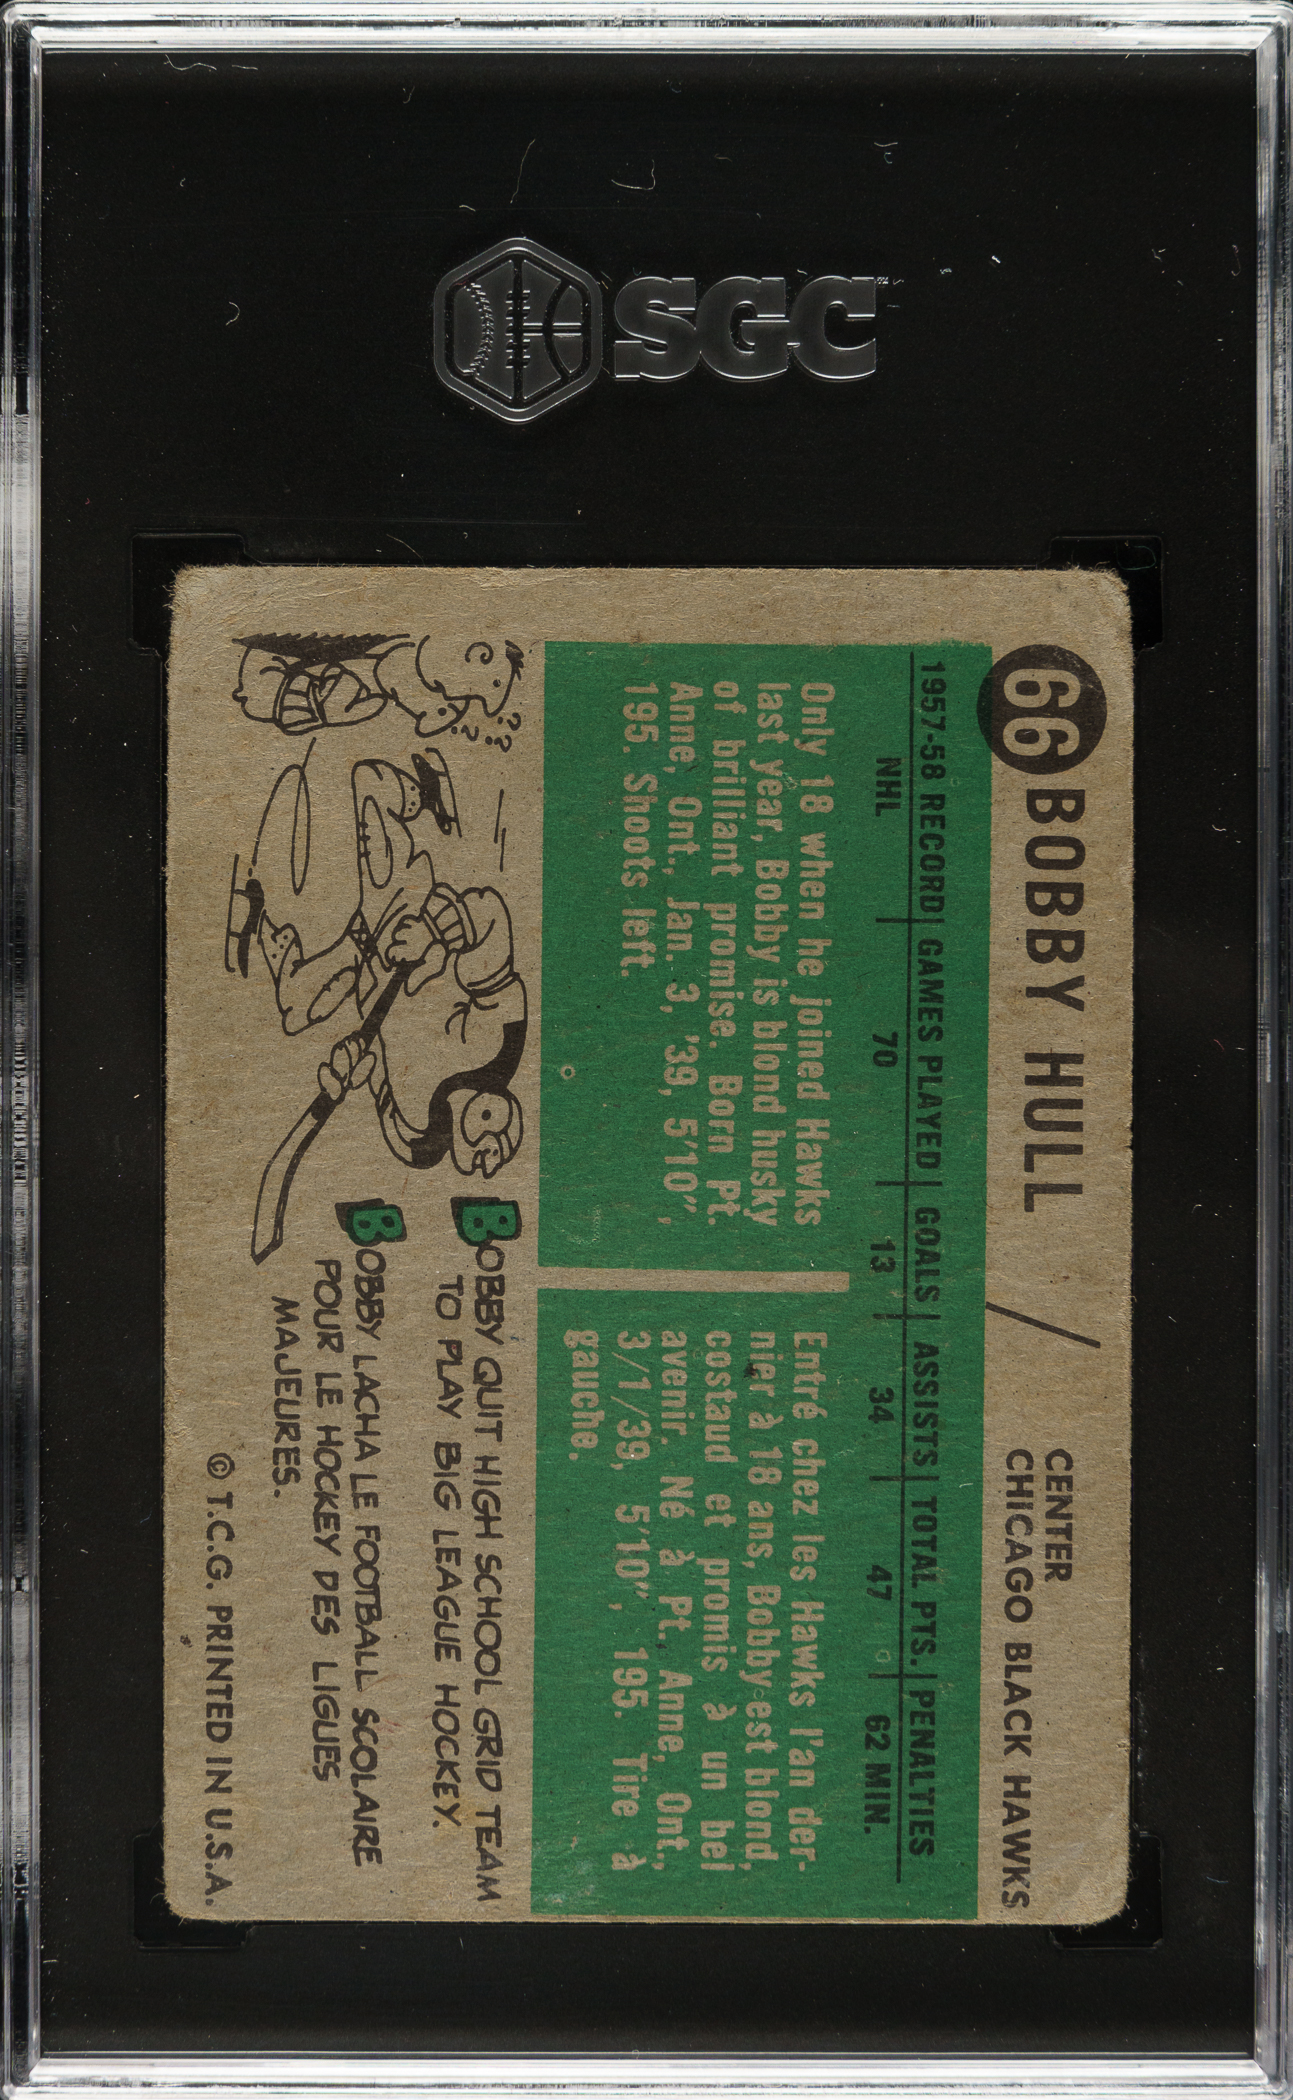 SGC
66 BOBBY HULL / CENTER
CHICAGO BLACK HAWKS
1957-58 RECORD | GAMES PLAYED | GOALS | ASSISTS | TOTAL PTS. | PENALTIES
NHL 70 13 34 47 62 MIN.
Only 18 when he joined Hawks
last year, Bobby is blond husky
of brilliant promise. Born Pt.
Anne, Ont., Jan. 3, '39, 5'10",
195. Shoots left.
Entré chez les Hawks l'an der-
nier à 18 ans, Bobby est blond,
costaud et promis à un bel
avenir. Né à Pt. Anne, Ont.,
3/1/39, 5'10", 195. Tire à
gauche.
???
BOBBY QUIT HIGH SCHOOL GRID TEAM
TO PLAY BIG LEAGUE HOCKEY.
BOBBY LACHA LE FOOTBALL SCOLAIRE
POUR LE HOCKEY DES LIGUES
MAJEURES.
© T.C.G. PRINTED IN U.S.A.